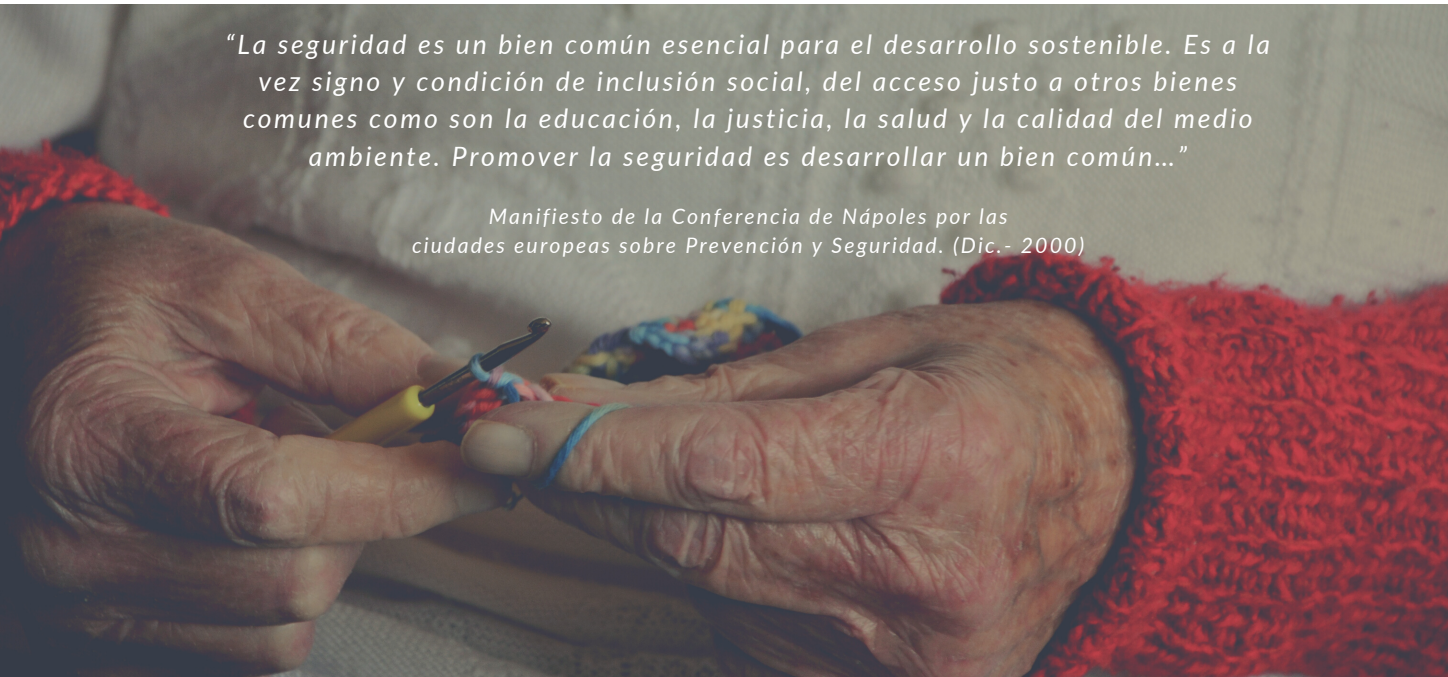 “La seguridad es un bien común esencial para el desarrollo sostenible. Es a la
vez signo y condición de inclusión social, del acceso justo a otros bienes
comunes como son la educación, la justicia, la salud y la calidad del medio
ambiente. Promover la seguridad es desarrollar un bien común...”
Manifiesto de la Conferencia de Nápoles por las
ciudades europeas sobre Prevención y Seguridad. (Dic.- 2000)